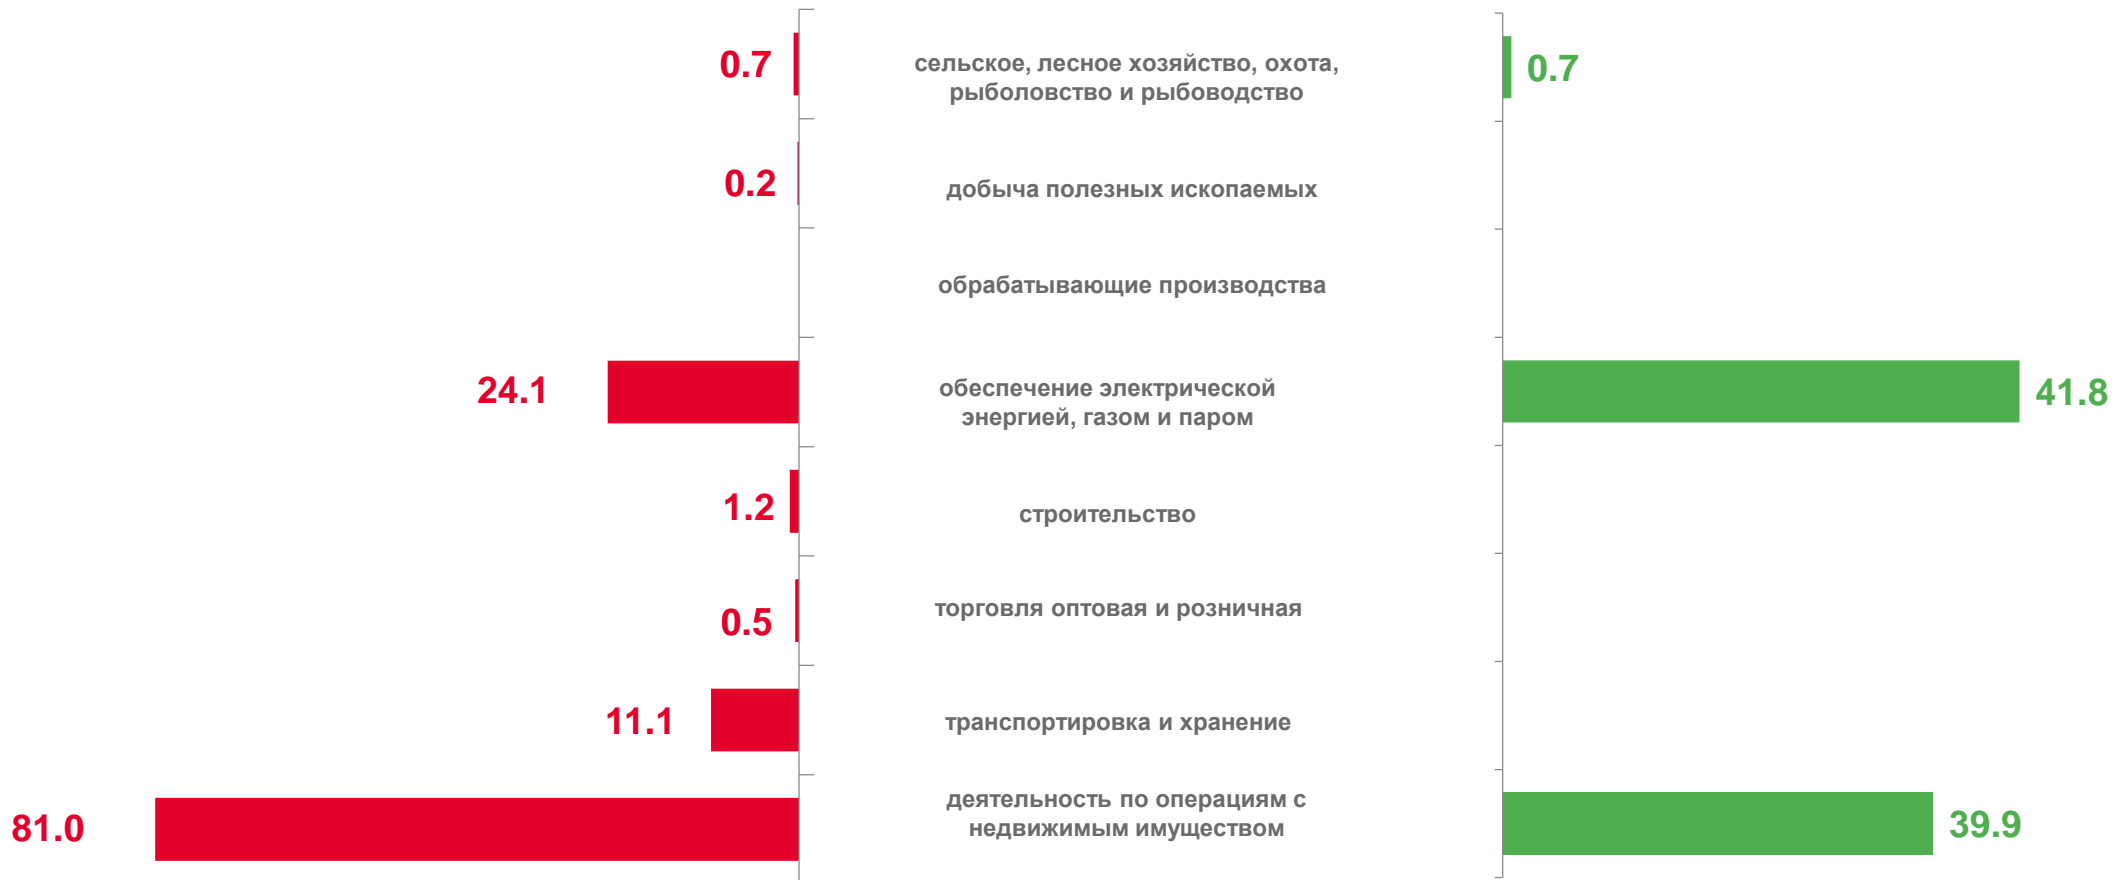 0.7
сельское, лесное хозяйство, охота,
рыболовство и рыбоводство
0.7
0.2
добыча полезных ископаемых
обрабатывающие производства
24.1
обеспечение электрической
энергией, газом и паром
41.8
1.2
строительство
0.5
торговля оптовая и розничная
11.1
транспортировка и хранение
81.0
деятельность по операциям с
недвижимым имуществом
39.9